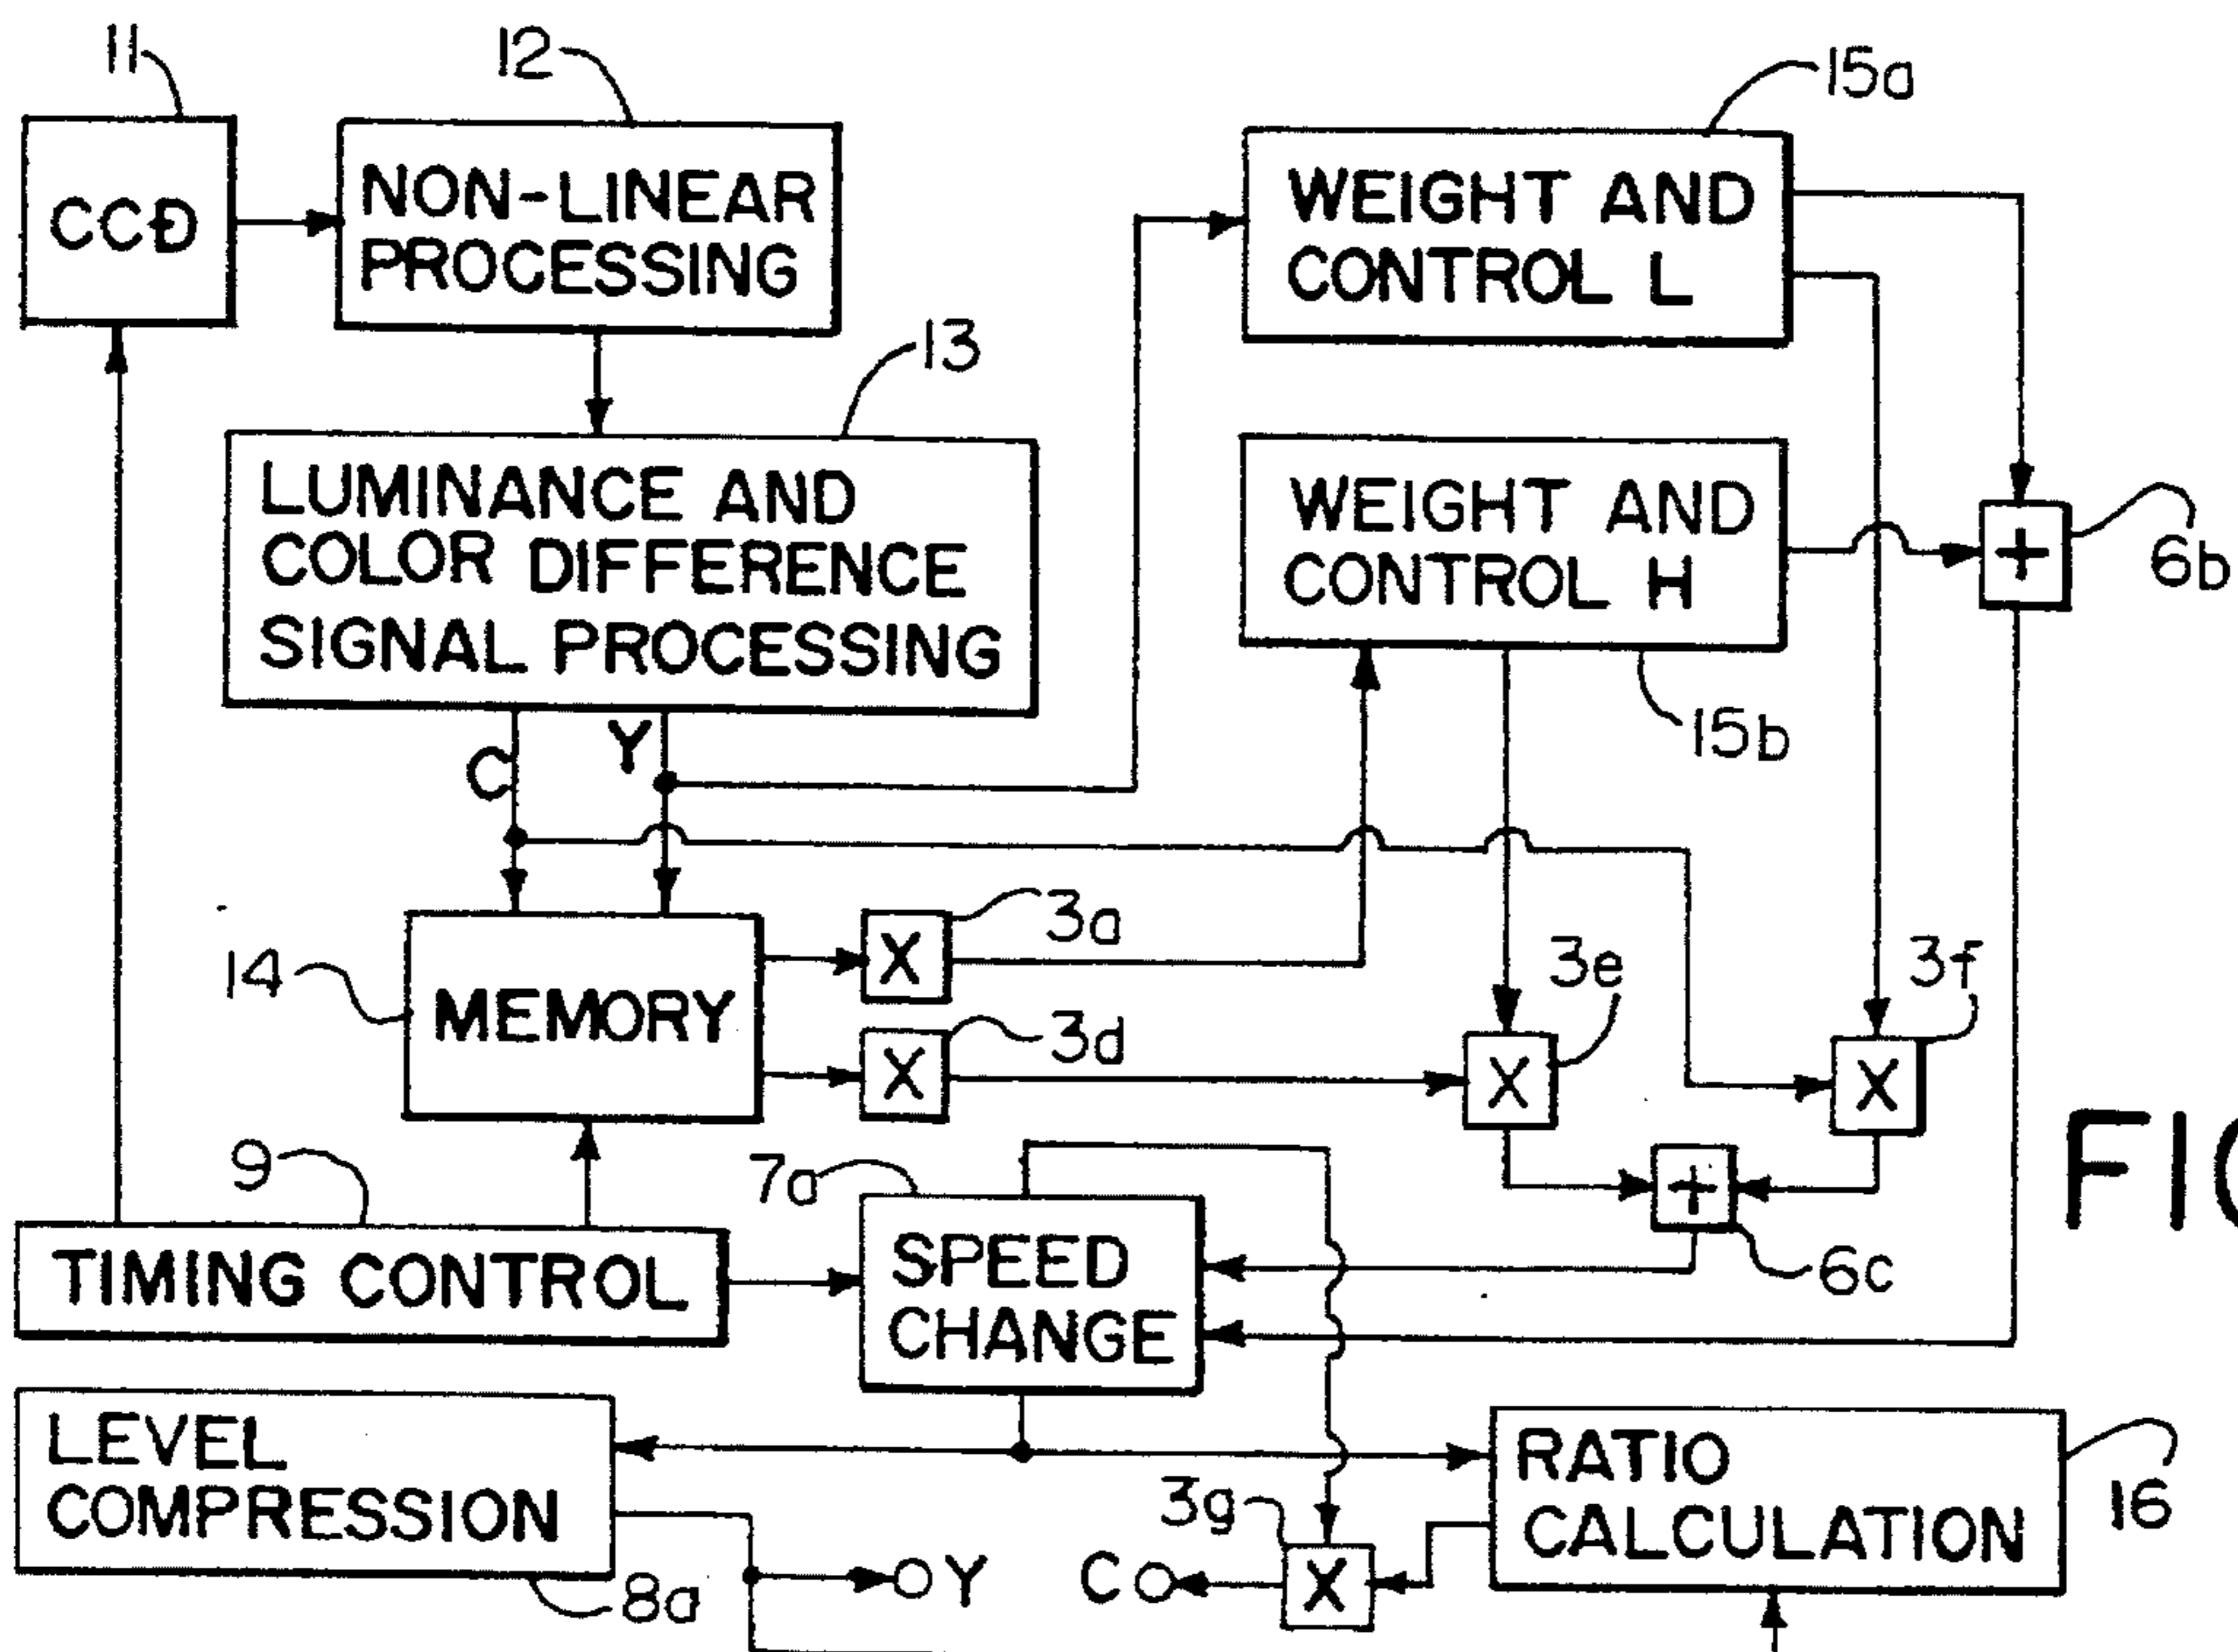 11
12
15a
CCD
NON-LINEAR
PROCESSING
WEIGHT AND
CONTROL L
13
LUMINANCE AND
COLOR DIFFERENCE
SIGNAL PROCESSING
WEIGHT AND
CONTROL H
+
6b
15b
C
Y
14
MEMORY
X
3a
X
3d
3e
X
3f
X
+
6c
FIG
9
TIMING CONTROL
7a
SPEED
CHANGE
LEVEL
COMPRESSION
8a
Y
C
3g
X
RATIO
CALCULATION
16